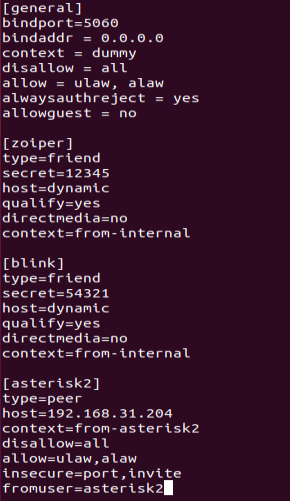 [general]
bindport=5060
bindaddr = 0.0.0.0
context = dummy
disallow = all
allow = ulaw, alaw
alwaysauthreject = yes
allowguest = no
[zoiper]
type=friend
secret=12345
host=dynamic
qualify=yes
directmedia=no
context=from-internal
[blink]
type=friend
secret=54321
host=dynamic
qualify=yes
directmedia=no
context=from-internal
[asterisk2]
type=peer
host=192.168.31.204
context=from-asterisk2
disallow=all
allow=ulaw,alaw
insecure=port,invite
fromuser=asterisk2